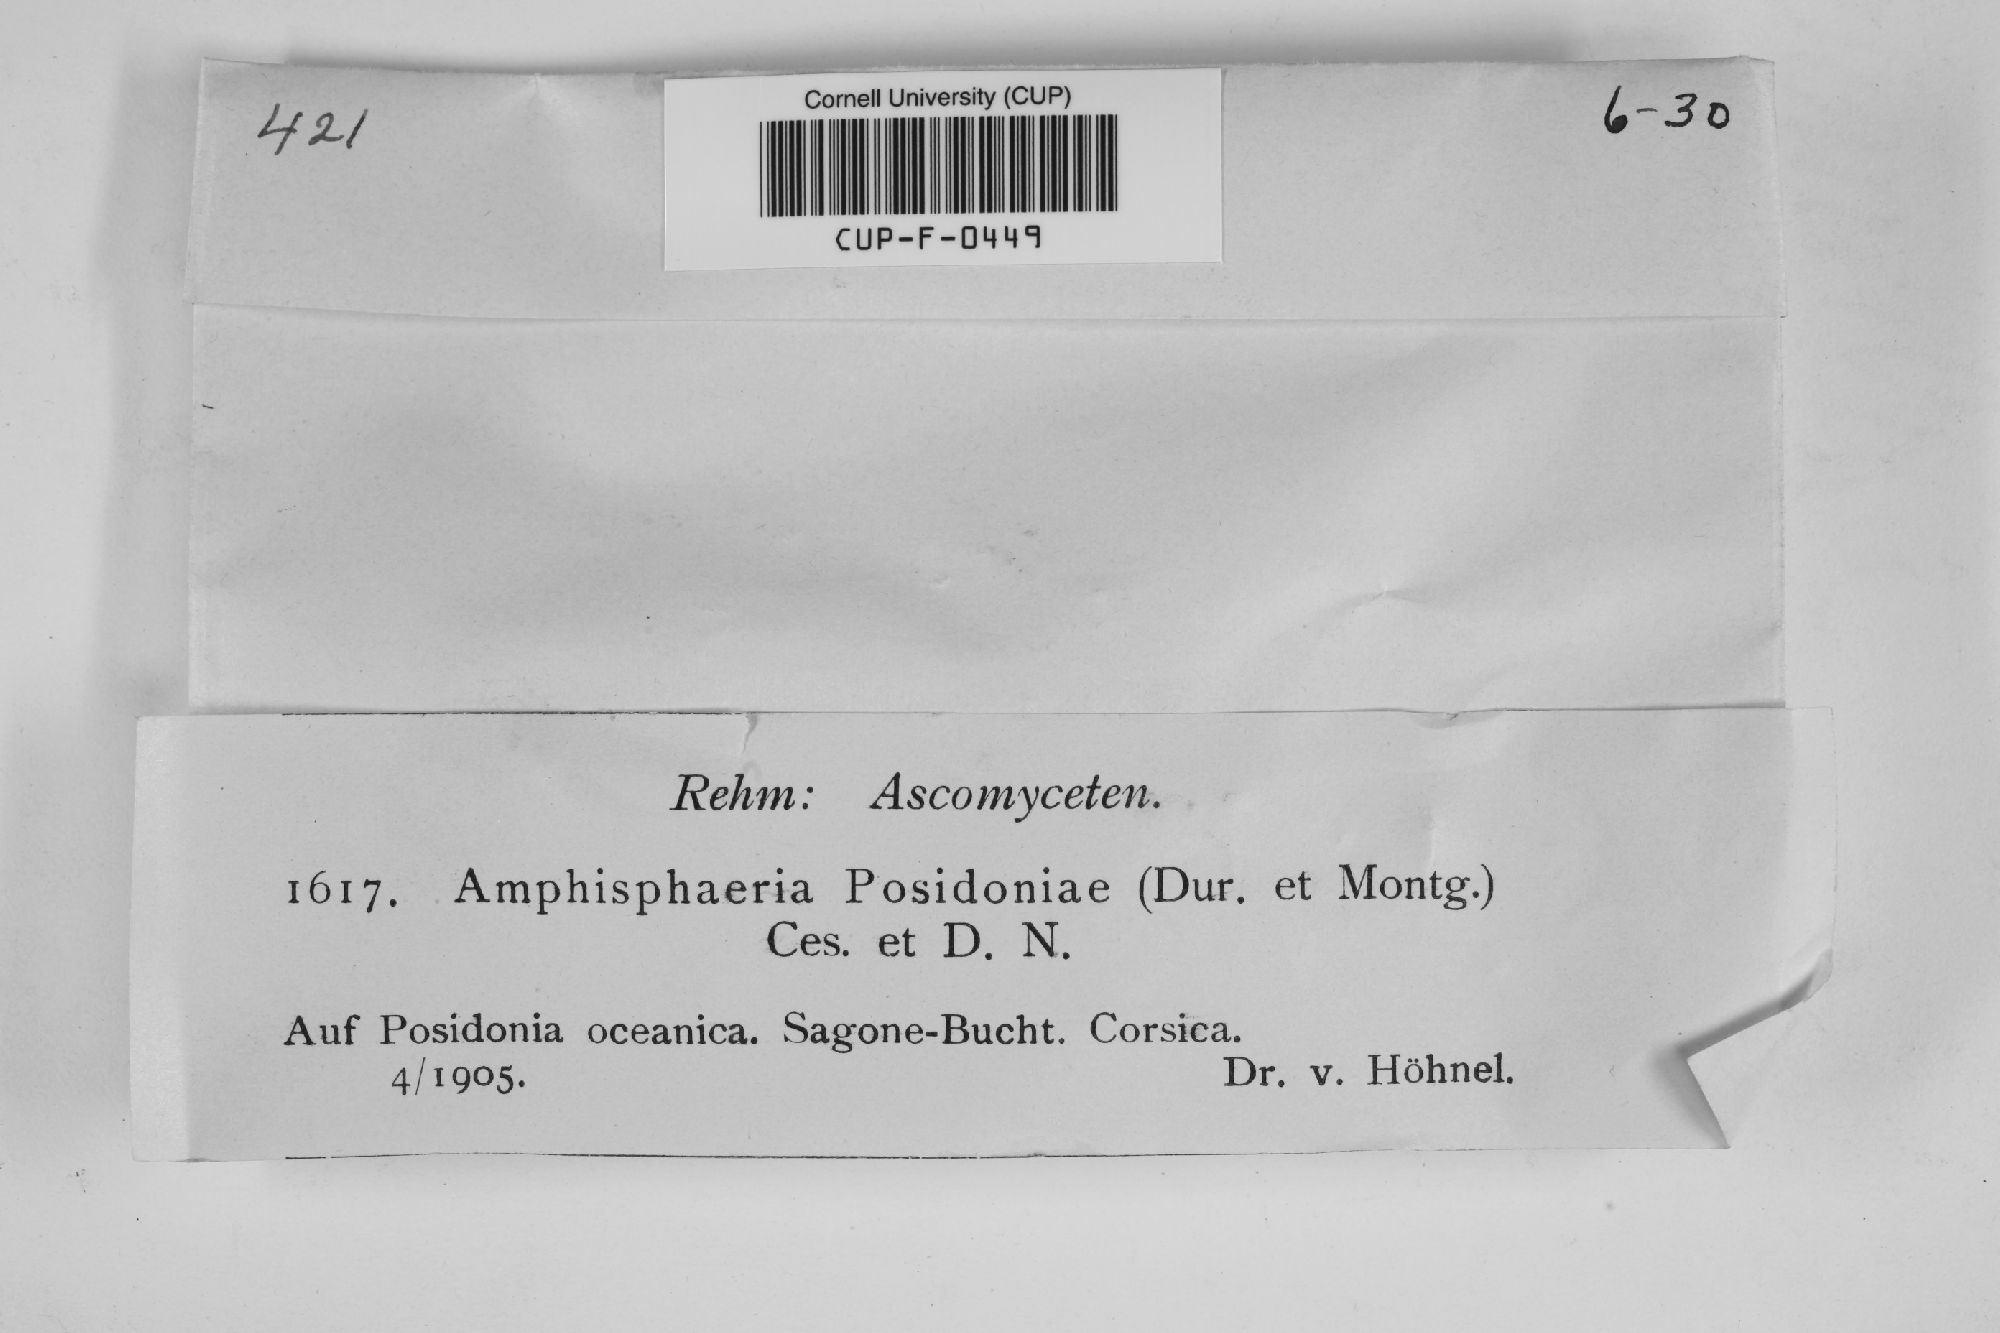 421
Cornell University (CUP)
6-30
CUP-F-0449
Rehm: Ascomyceten.
1617. Amphisphaeria Posidoniae (Dur. et Montg.)
Ces. et D. N.
Auf Posidonia oceanica. Sagone-Bucht. Corsica.
4/1905. Dr. v. Höhnel.